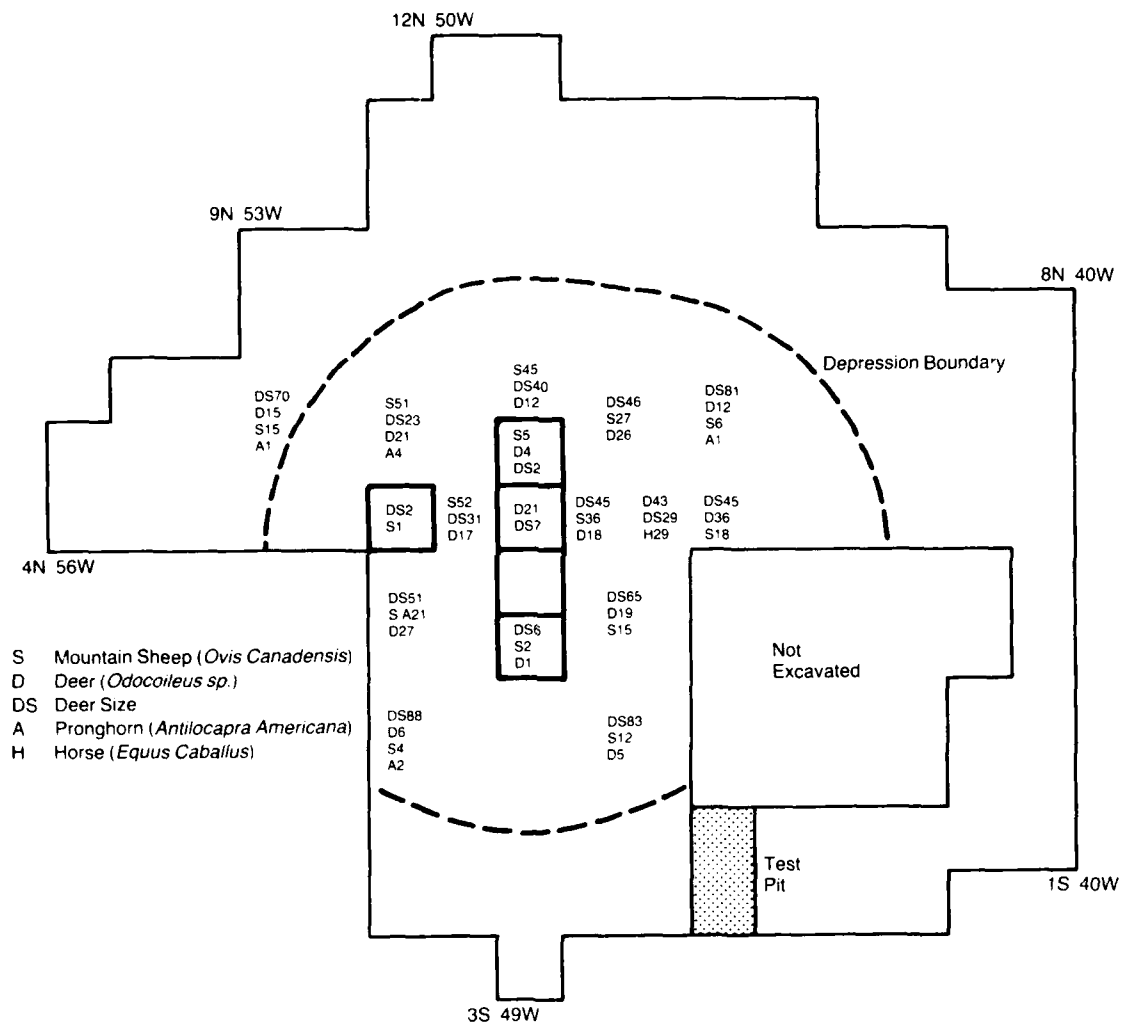 12N 50W
9N 53W
8N 40W
Depression Boundary
S45
DS40
D12
DS70
D15
S15
A1
S51
DS23
D21
A4
DS46
S27
D26
DS81
D12
S6
A1
S5
D4
DS2
DS2
S1
S52
DS31
D17
D21
DS7
DS45
S36
D18
D43
DS29
H29
DS45
D36
S18
4N 56W
DS51
S A21
D27
DS6
S2
D1
DS65
D19
S15
Not
Excavated
S Mountain Sheep (Ovis Canadensis)
D Deer (Odocoileus sp.)
DS Deer Size
A Pronghorn (Antilocapra Americana)
H Horse (Equus Caballus)
DS88
D6
S4
A2
DS83
S12
D5
Test
Pit
1S 40W
3S 49W